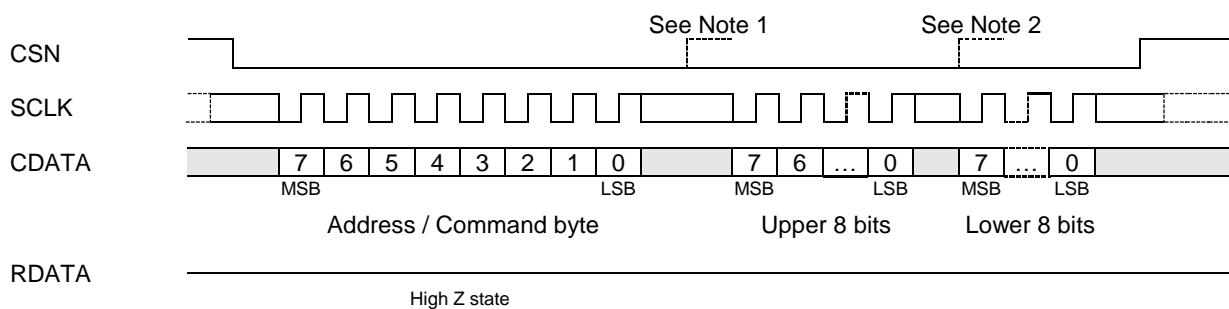 See Note 1 See Note 2
CSN
SCLK
CDATA 7 6 5 4 3 2 1 0 7 6 … 0 7 … 0
MSB LSB MSB LSB MSB LSB
Address / Command byte Upper 8 bits Lower 8 bits
RDATA
High Z state